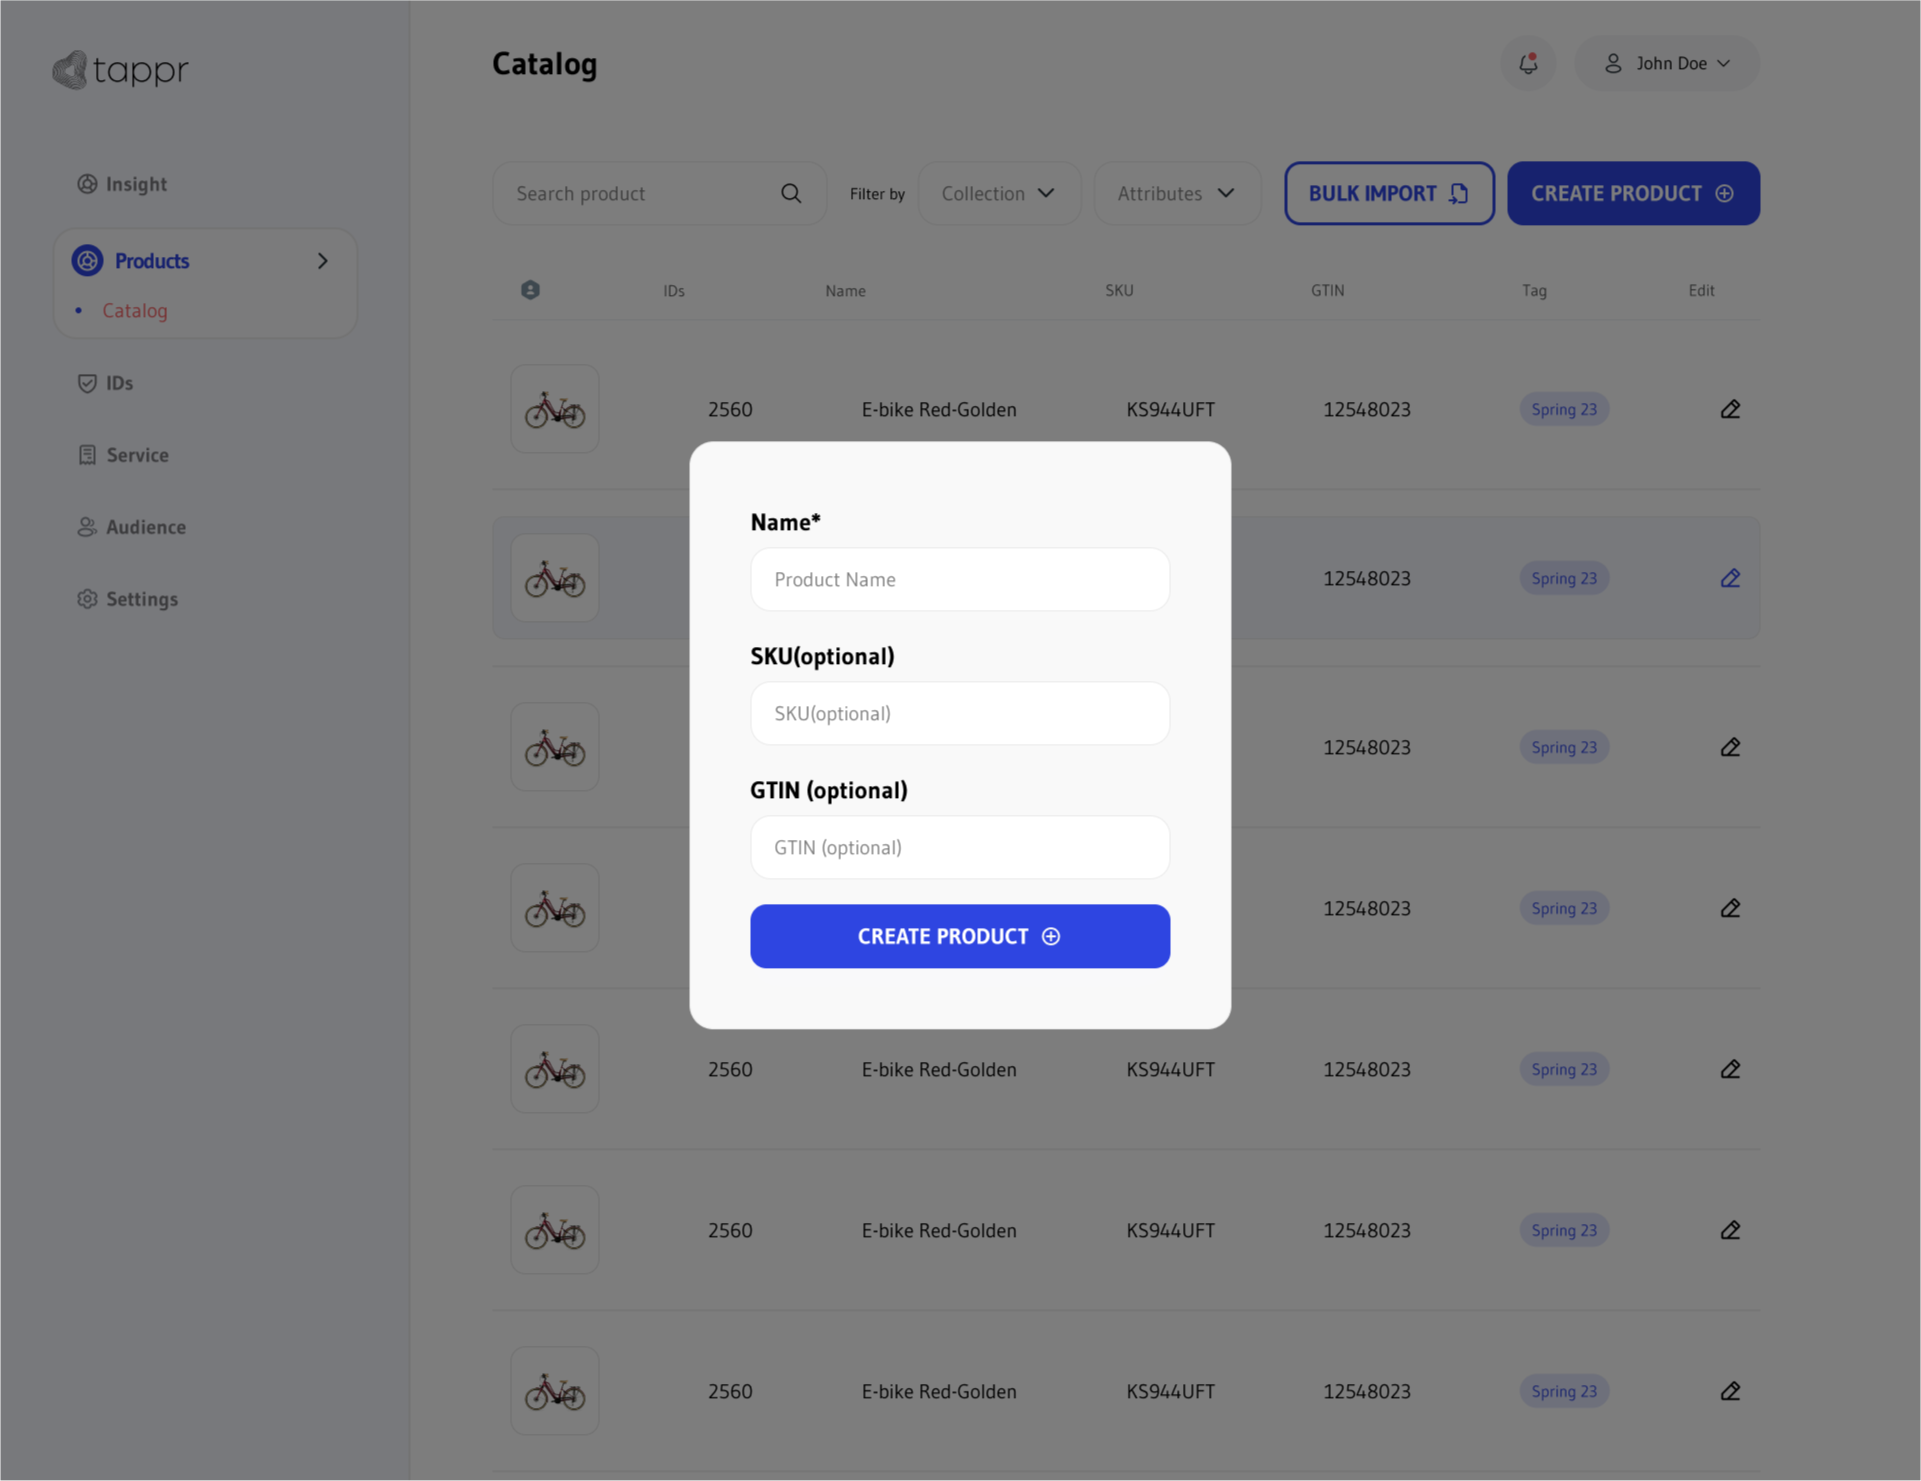 tappr
Catalog
John Doe
Insight
Products
Catalog
IDs
Service
Audience
Settings
Search product
Filter by
Collection
Attributes
BULK IMPORT
CREATE PRODUCT
IDs Name SKU GTIN Tag Edit
2560 E-bike Red-Golden KS944UFT 12548023 Spring 23
12548023 Spring 23
12548023 Spring 23
12548023 Spring 23
2560 E-bike Red-Golden KS944UFT 12548023 Spring 23
2560 E-bike Red-Golden KS944UFT 12548023 Spring 23
2560 E-bike Red-Golden KS944UFT 12548023 Spring 23
Name*
Product Name
SKU(optional)
SKU(optional)
GTIN (optional)
GTIN (optional)
CREATE PRODUCT